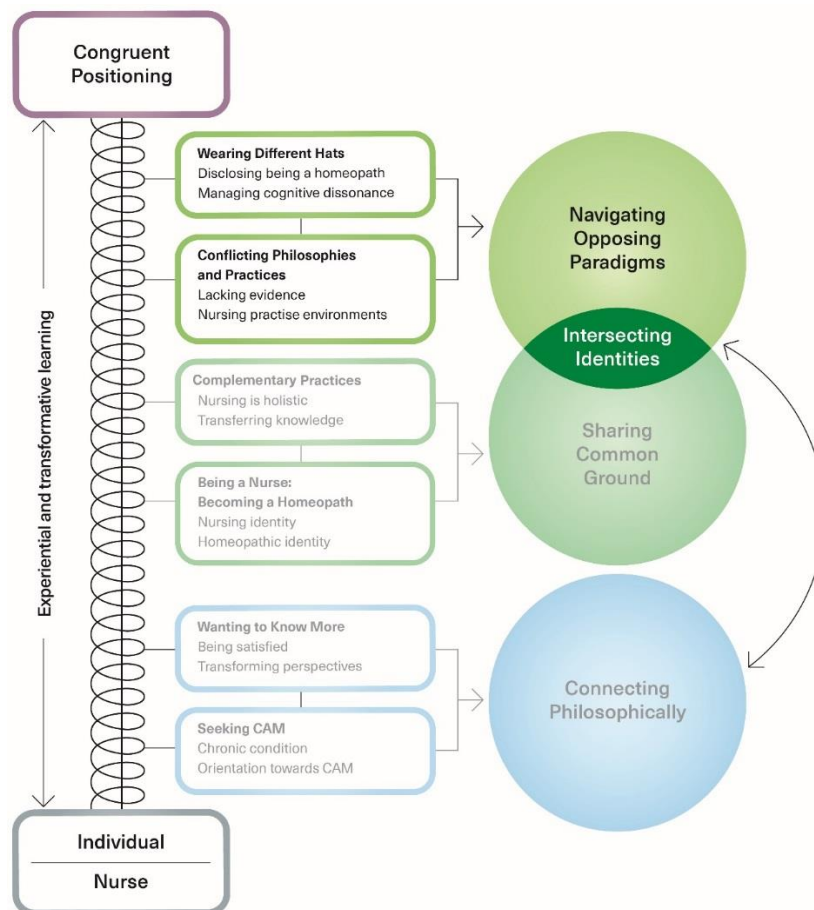 Congruent
Positioning
Experiential and transformative learning
Wearing Different Hats
Disclosing being a homeopath
Managing cognitive dissonance
Conflicting Philosophies
and Practices
Lacking evidence
Nursing practise environments
Navigating
Opposing
Paradigms
Intersecting
Identities
Complementary Practices
Nursing is holistic
Transferring knowledge
Being a Nurse:
Becoming a Homeopath
Nursing identity
Homeopathic identity
Sharing
Common
Ground
Wanting to Know More
Being satisfied
Transforming perspectives
Seeking CAM
Chronic condition
Orientation towards CAM
Connecting
Philosophically
Individual
Nurse